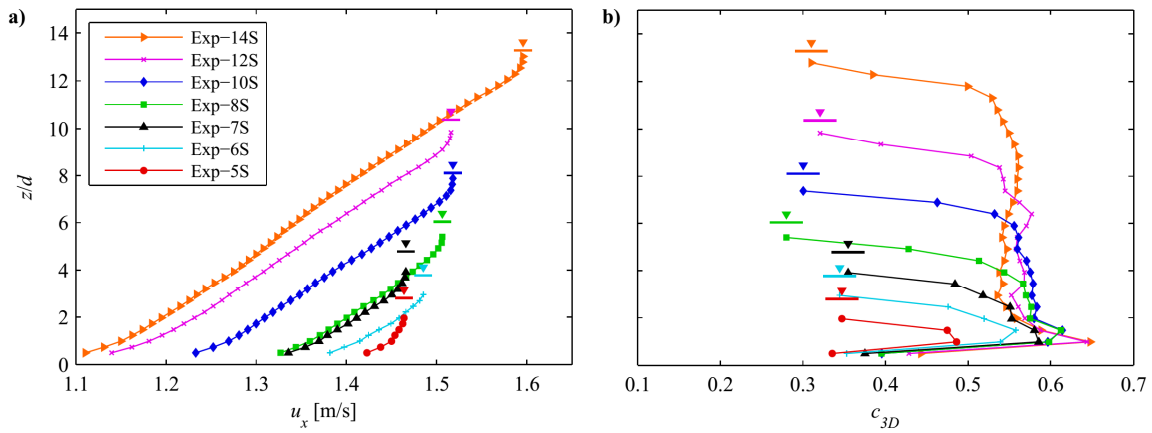 a)
14
12
10
8
6
4
2
0
z/d
Exp−14S
Exp−12S
Exp−10S
Exp−8S
Exp−7S
Exp−6S
Exp−5S
1.1 1.2 1.3 1.4 1.5 1.6
u_x [m/s]
b)
0.1 0.2 0.3 0.4 0.5 0.6 0.7
c_3D